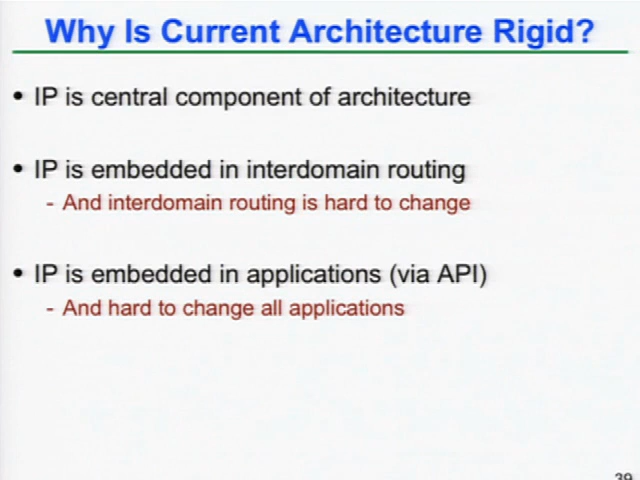 Why Is Current Architecture Rigid?
• IP is central component of architecture
• IP is embedded in interdomain routing
- And interdomain routing is hard to change
• IP is embedded in applications (via API)
- And hard to change all applications
39